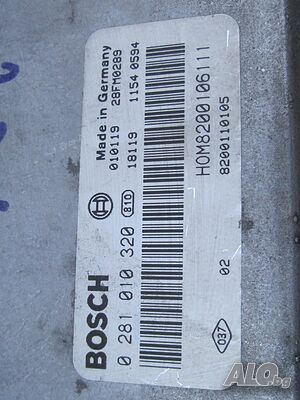 BOSCH
0 281 010 320 810
Made in Germany
010119 28FM0289
18119 1154 0594
HOM8200106111
8200110105
02
037
ALO.bg